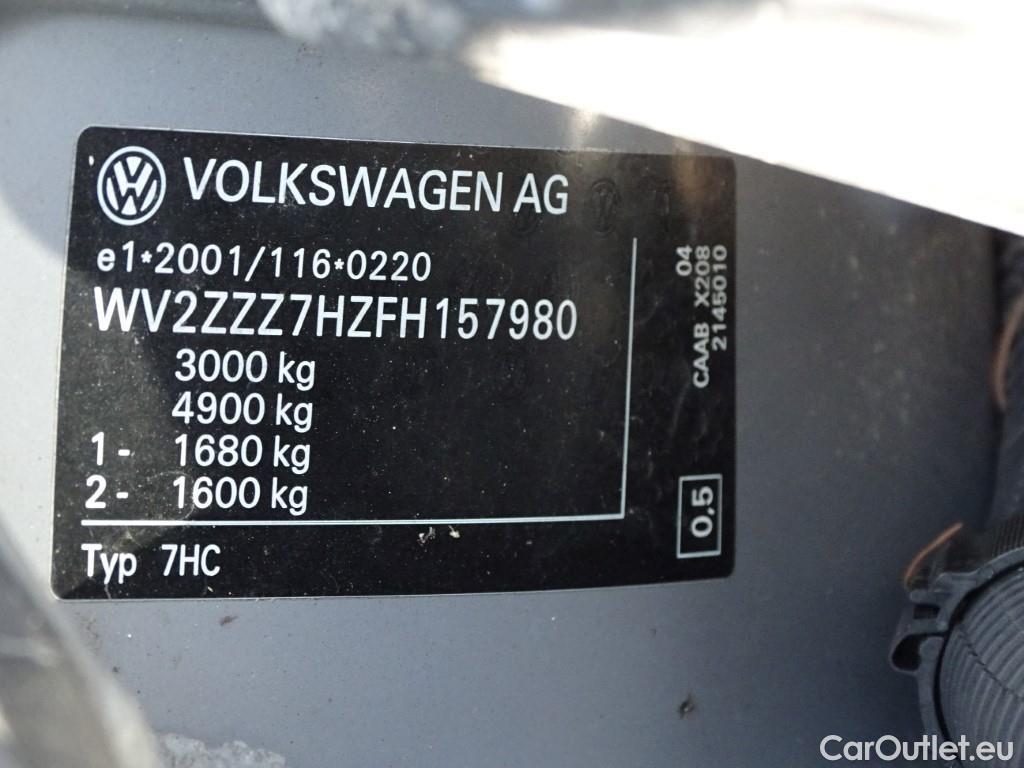 VOLKSWAGEN AG
e1*2001/116*0220
WV2ZZZ7HZFH157980
3000 kg
4900 kg
1- 1680 kg
2- 1600 kg
Typ 7HC
04
CAAB X208
2145010
0,5
CarOutlet.eu